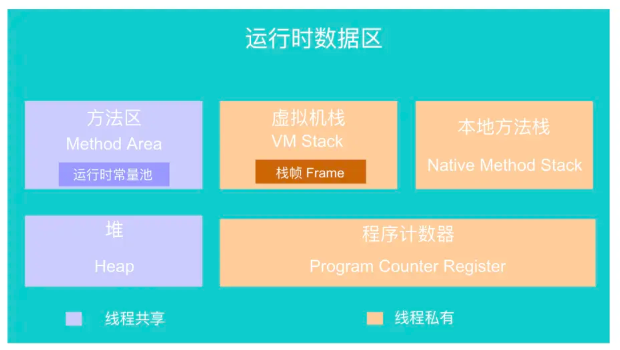 运行时数据区
方法区
Method Area
运行时常量池
虚拟机栈
VM Stack
栈帧 Frame
本地方法栈
Native Method Stack
堆
Heap
程序计数器
Program Counter Register
线程共享
线程私有